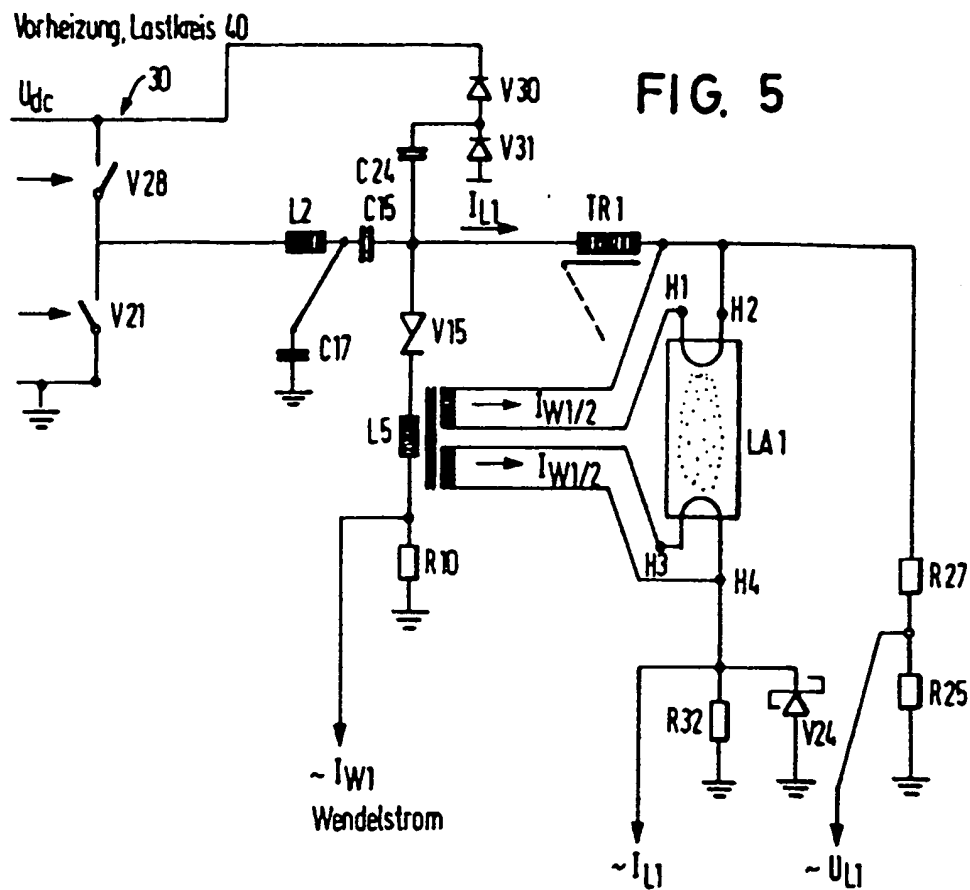 Vorheizung, Lastkreis 40
FIG. 5
Udc
30
V30
V31
V28
C24
C15
L2
IL1
TR1
V21
C17
V15
H1
H2
L5
IW1/2
IW1/2
LA1
R10
H3
H4
R27
R25
R32
V24
~ IW1
Wendelstrom
~ IL1
~ UL1